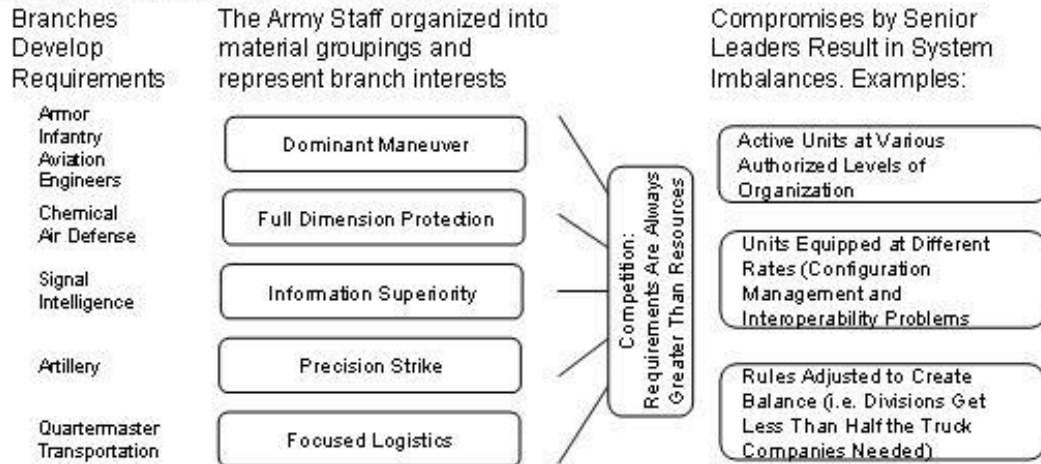 Branches
Develop
Requirements
The Army Staff organized into
material groupings and
represent branch interests
Compromises by Senior
Leaders Result in System
Imbalances. Examples:
Armor
Infantry
Aviation
Engineers
Chemical
Air Defense
Signal
Intelligence
Artillery
Quartermaster
Transportation
Dominant Maneuver
Full Dimension Protection
Information Superiority
Precision Strike
Focused Logistics
Competition:
Requirements Are Always
Greater Than Resources
Active Units at Various
Authorized Levels of
Organization
Units Equipped at Different
Rates (Configuration
Management and
Interoperability Problems
Rules Adjusted to Create
Balance (i.e. Divisions Get
Less Than Half the Truck
Companies Needed)